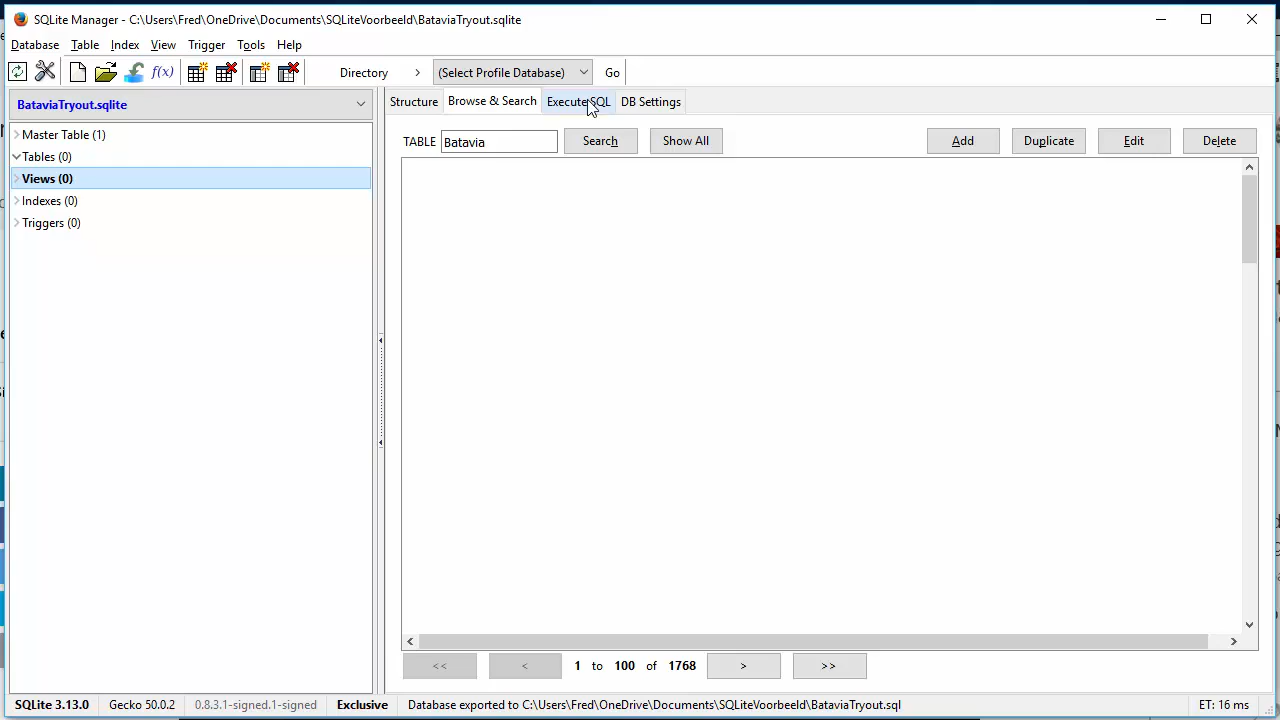 SQLite Manager - C:\Users\Fred\OneDrive\Documents\SQLiteVoorbeeld\BataviaTryout.sqlite
Database Table Index View Trigger Tools Help
f(x) Directory > (Select Profile Database) Go
BataviaTryout.sqlite
Structure Browse & Search Execute SQL DB Settings
Master Table (1)
TABLE Batavia Search Show All Add Duplicate Edit Delete
Tables (0)
Views (0)
Indexes (0)
Triggers (0)
<< < 1 to 100 of 1768 > >>
SQLite 3.13.0 Gecko 50.0.2 0.8.3.1-signed.1-signed Exclusive Database exported to C:\Users\Fred\OneDrive\Documents\SQLiteVoorbeeld\BataviaTryout.sql ET: 16 ms